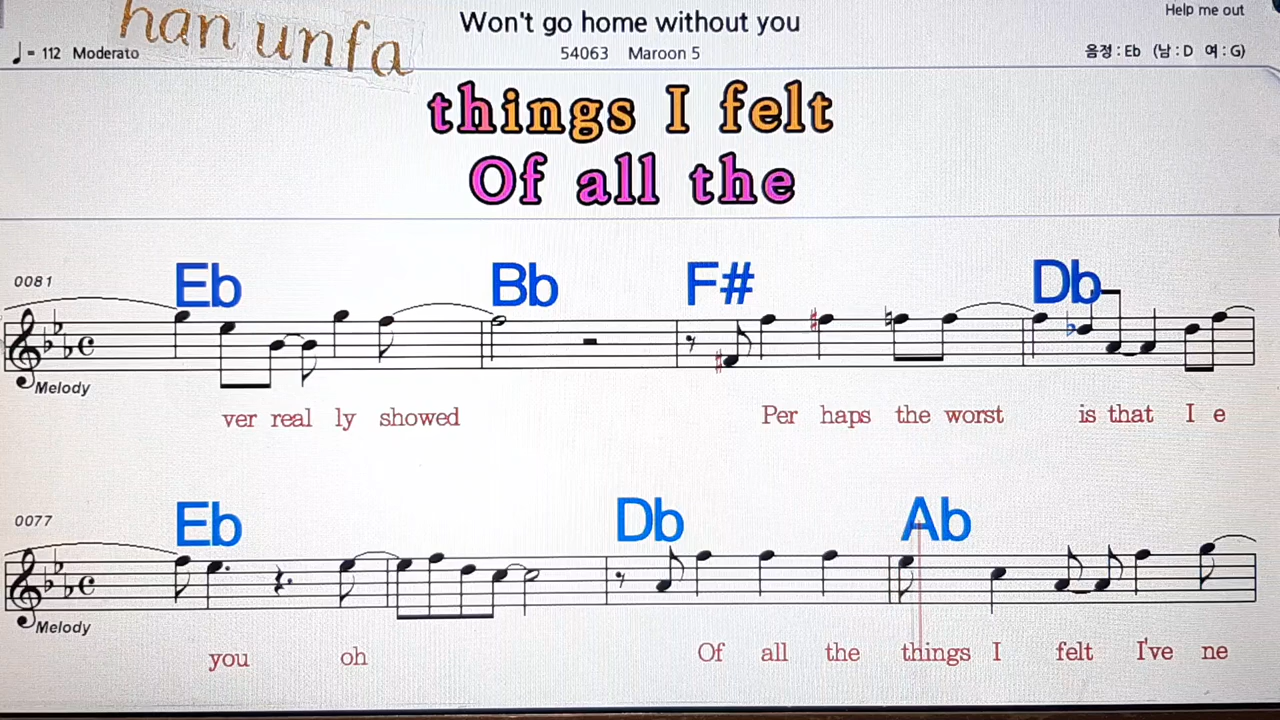 han unfa
Won't go home without you
Help me out
♩= 112 Moderato
54063 Maroon 5
음정 : Eb (남 : D 여 : G)
things I felt
Of all the
0081
Eb Bb F# Db
Melody
ver real ly showed Per haps the worst is that I e
0077
Eb Db Ab
Melody
you oh Of all the things I felt I've ne